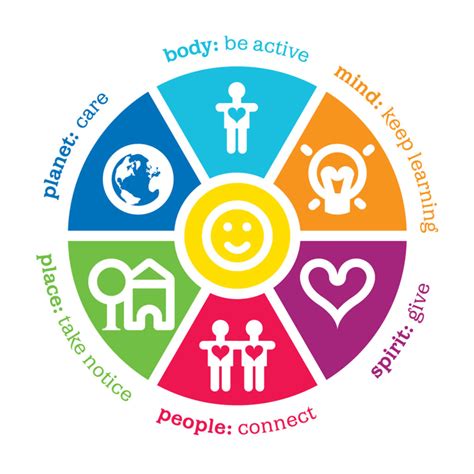 body: be active
mind: keep learning
spirit: give
people: connect
place: take notice
planet: care